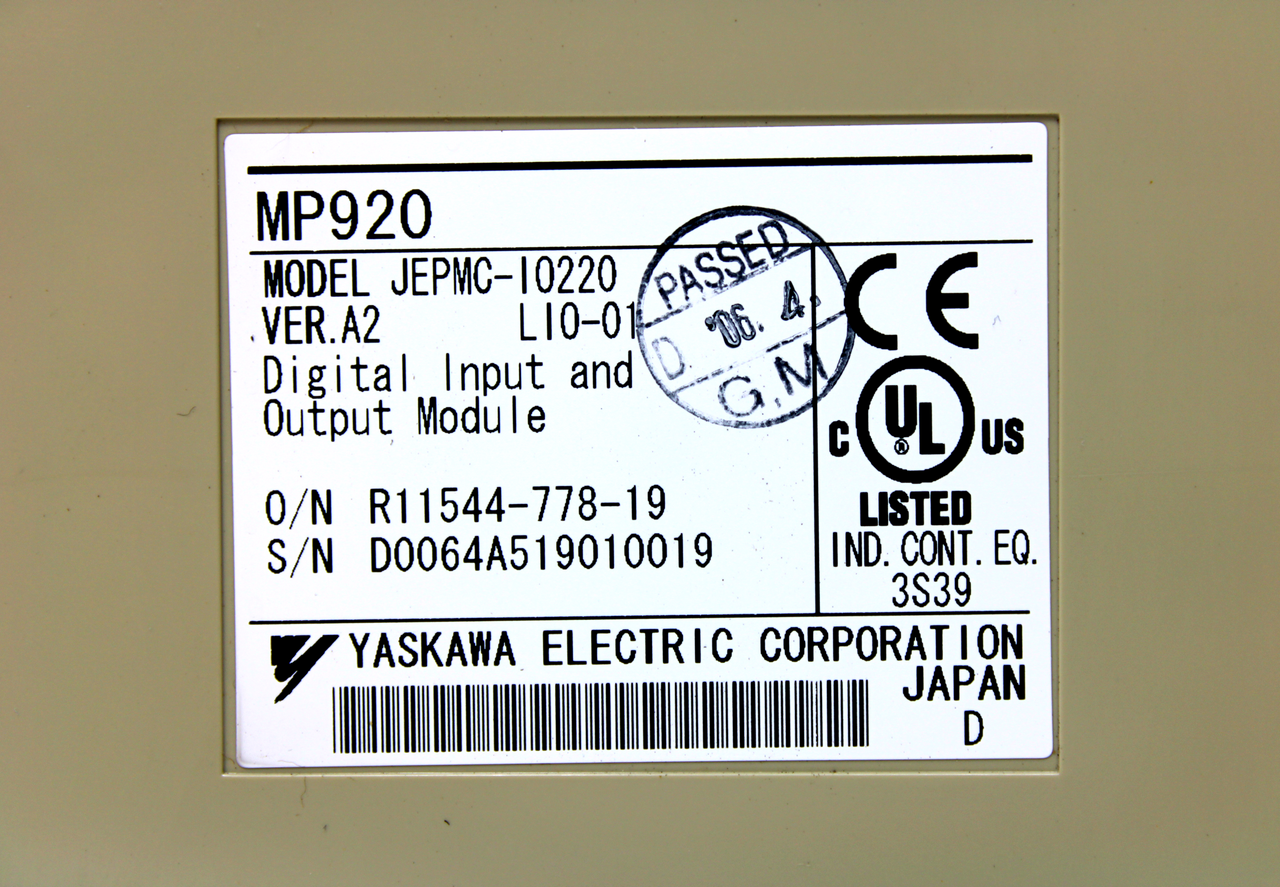 MP920
MODEL JEPMC-IO220
VER.A2 LIO-01
Digital Input and
Output Module
PASSED
D. '06. 4.
G.M
O/N R11544-778-19
S/N D0064A519010019
CE
C UL® US
LISTED
IND. CONT. EQ.
3S39
YASKAWA ELECTRIC CORPORATION
JAPAN
D